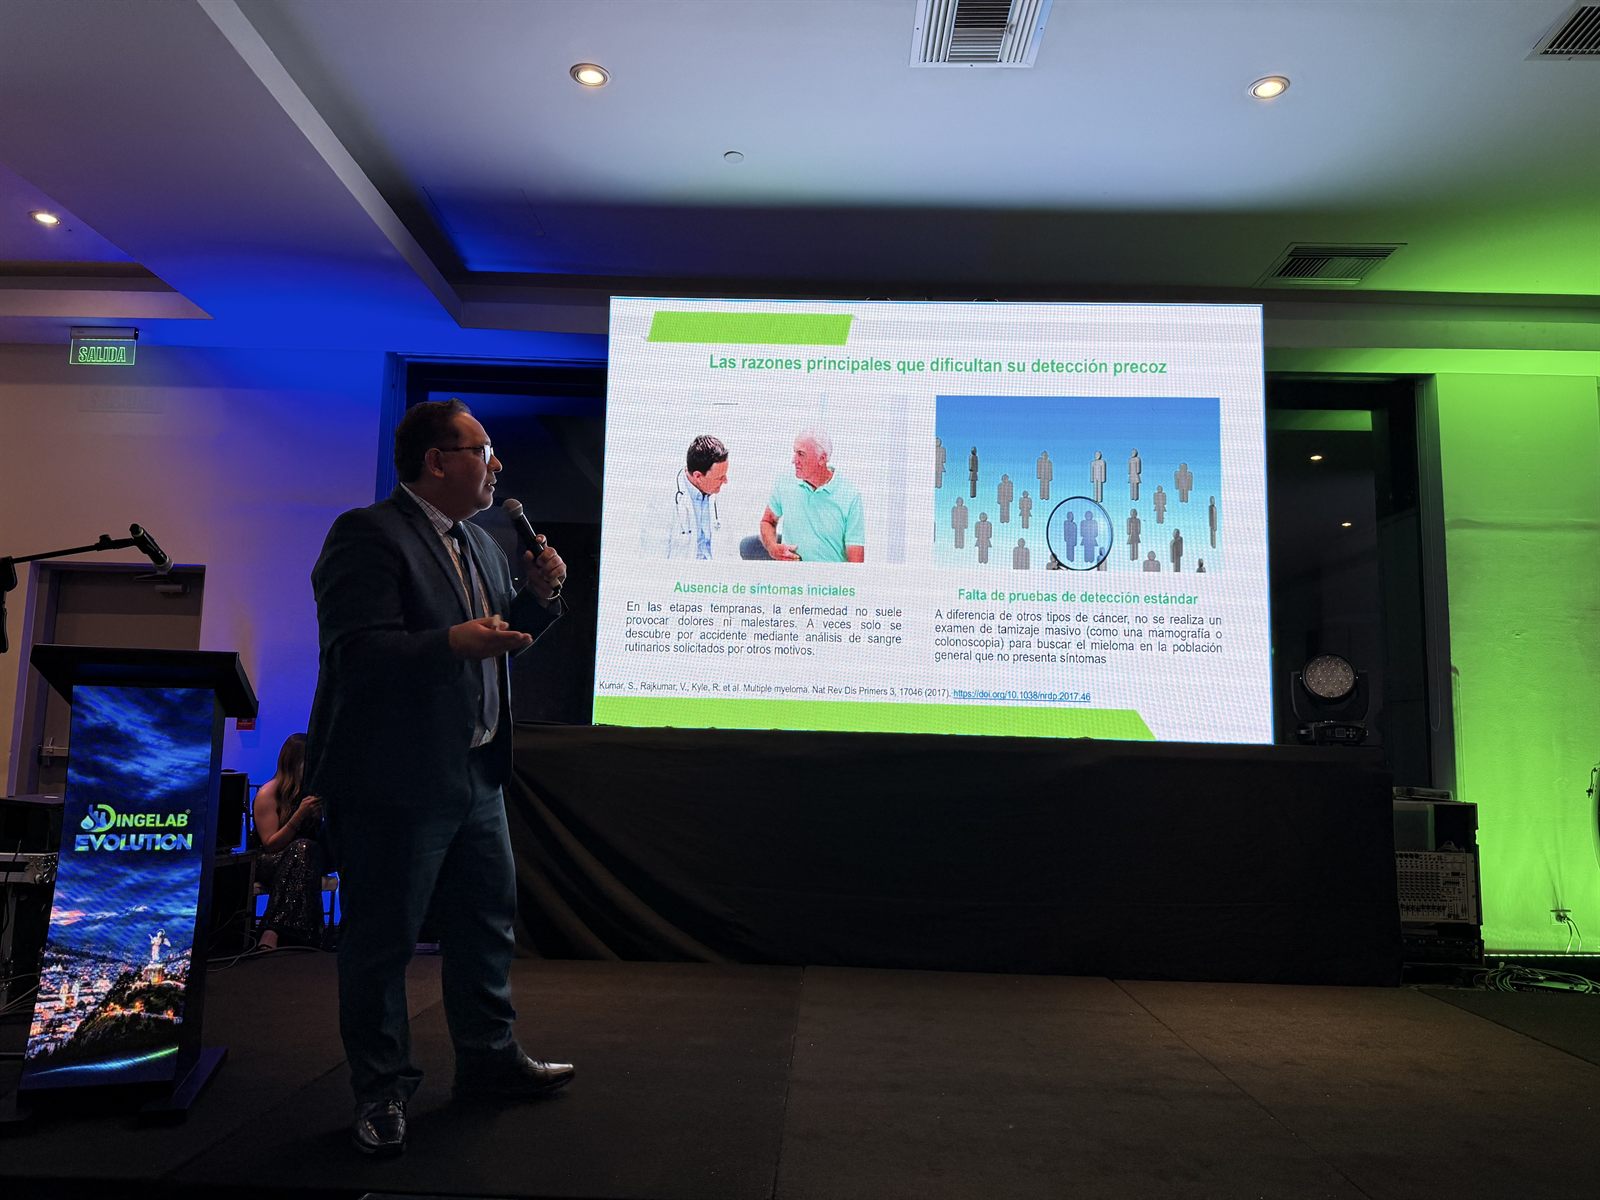 SALIDA
DINGELAB®
EVOLUTION
Las razones principales que dificultan su detección precoz
Ausencia de síntomas iniciales
En las etapas tempranas, la enfermedad no suele
provocar dolores ni malestares. A veces solo se
descubre por accidente mediante análisis de sangre
rutinarios solicitados por otros motivos.
Falta de pruebas de detección estándar
A diferencia de otros tipos de cáncer, no se realiza un
examen de tamizaje masivo (como una mamografía o
colonoscopia) para buscar el mieloma en la población
general que no presenta síntomas
Kumar, S., Rajkumar, V., Kyle, R. et al. Multiple myeloma. Nat Rev Dis Primers 3, 17046 (2017). https://doi.org/10.1038/nrdp.2017.46